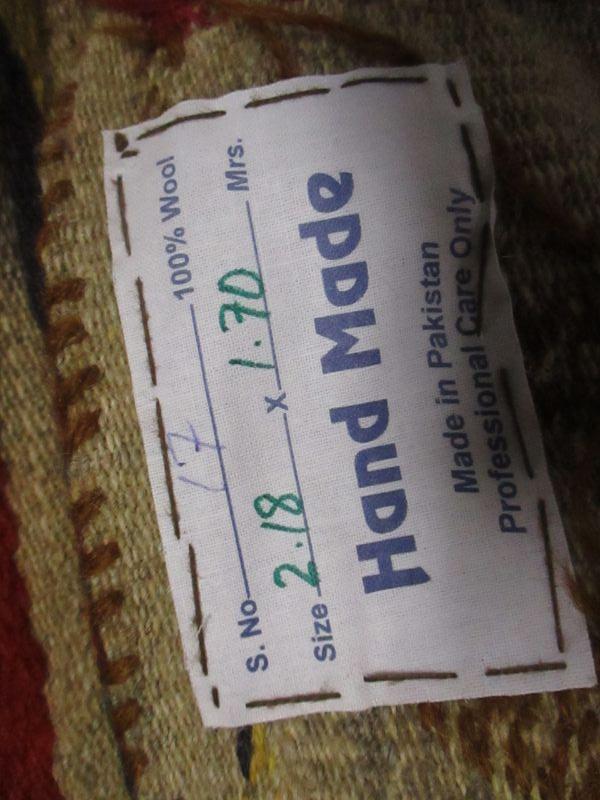 S. No 17 100% Wool
Size 2.18 x 1.70 Mrs.
Hand Made
Made in Pakistan
Professional Care Only